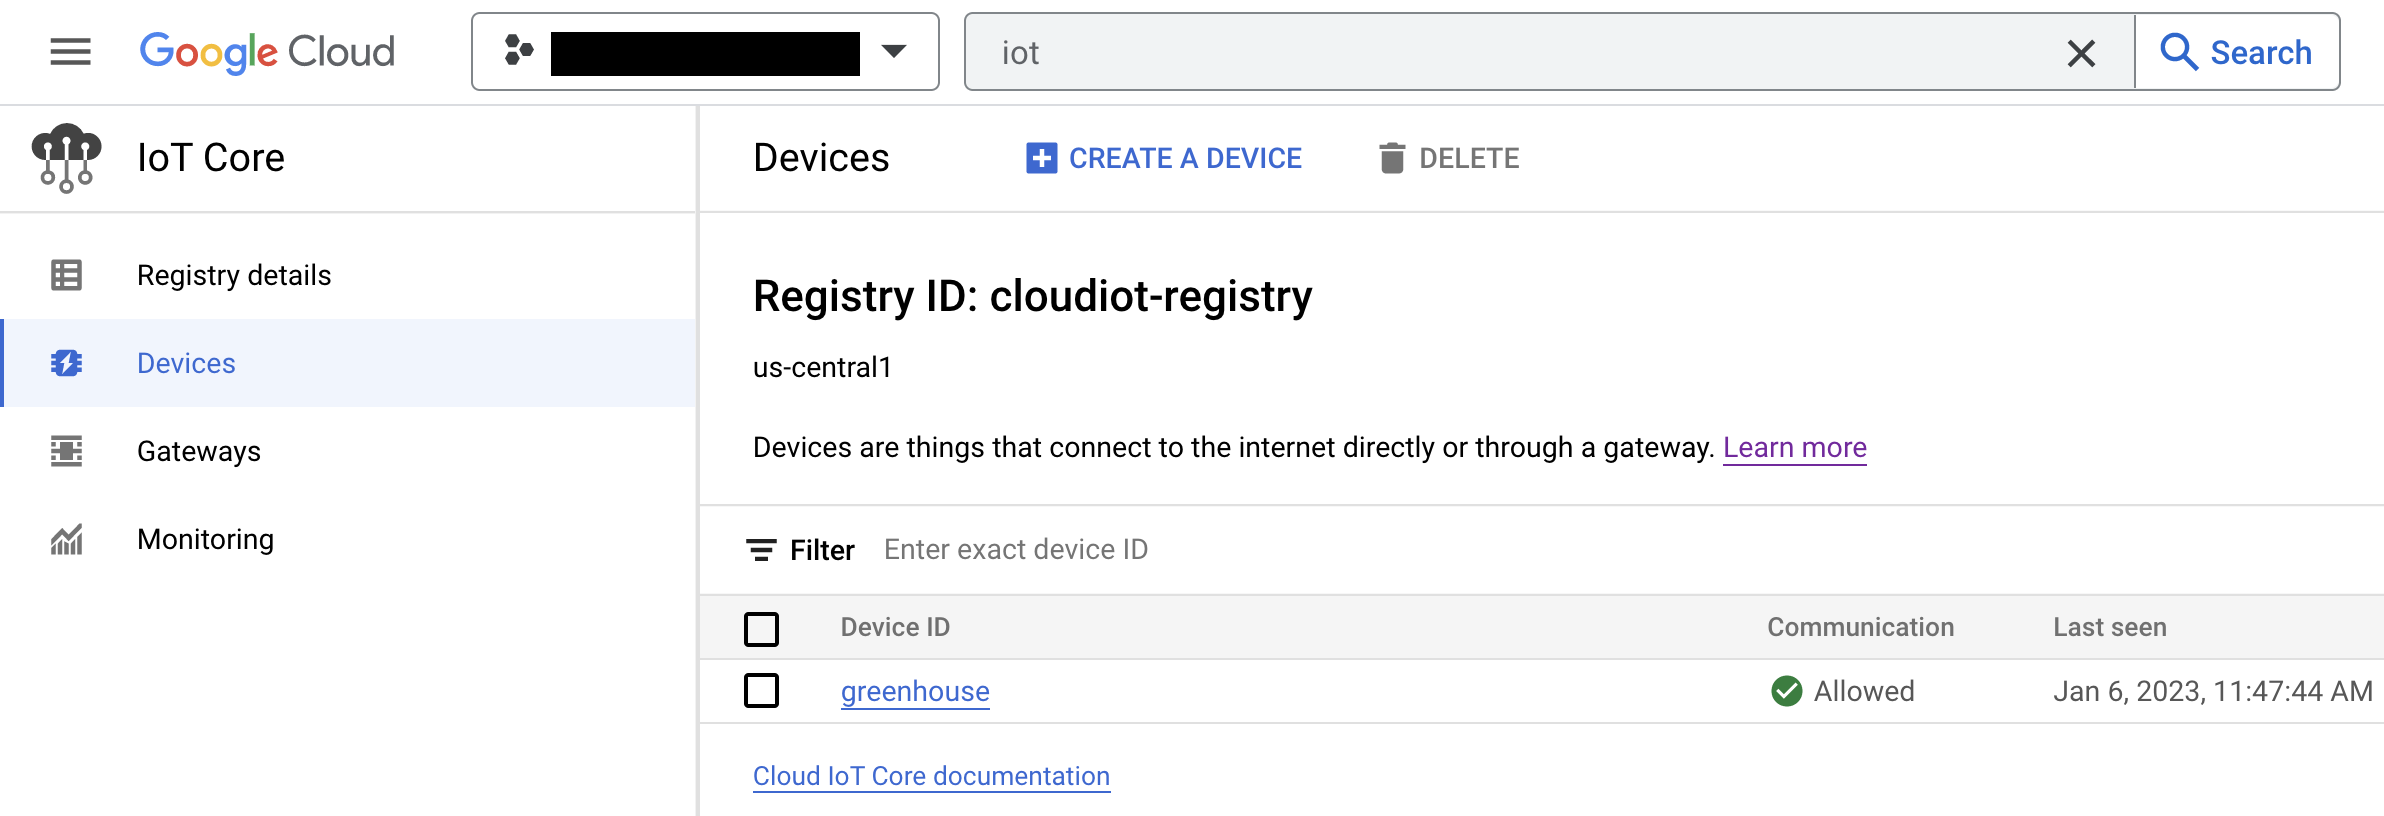 Google Cloud
iot
Search
IoT Core
Devices
CREATE A DEVICE
DELETE
Registry details
Devices
Gateways
Monitoring
Registry ID: cloudiot-registry
us-central1
Devices are things that connect to the internet directly or through a gateway. Learn more
Filter Enter exact device ID
Device ID Communication Last seen
greenhouse Allowed Jan 6, 2023, 11:47:44 AM
Cloud IoT Core documentation